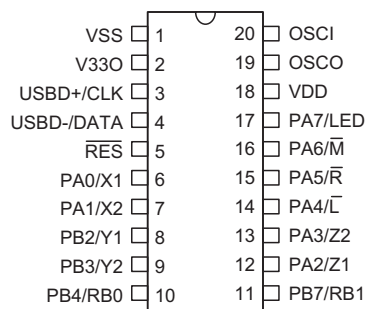 VSS 1 20 OSCI
V33O 2 19 OSCO
USBD+/CLK 3 18 VDD
USBD-/DATA 4 17 PA7/LED
R̅E̅S̅ 5 16 PA6/M̅
PA0/X1 6 15 PA5/R̅
PA1/X2 7 14 PA4/L̅
PB2/Y1 8 13 PA3/Z2
PB3/Y2 9 12 PA2/Z1
PB4/RB0 10 11 PB7/RB1